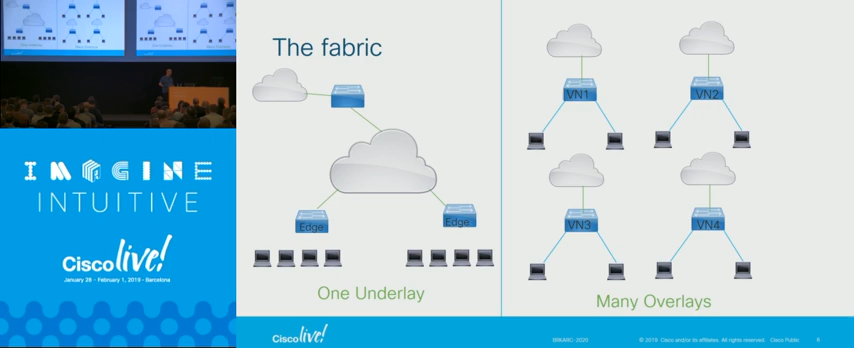 IMAGINE
INTUITIVE
Cisco live!
January 28 - February 1, 2019 • Barcelona
The fabric
Edge
Edge
One Underlay
VN1
VN2
VN3
VN4
Many Overlays
Cisco live!
BRKARC-2020
© 2019 Cisco and/or its affiliates. All rights reserved. Cisco Public